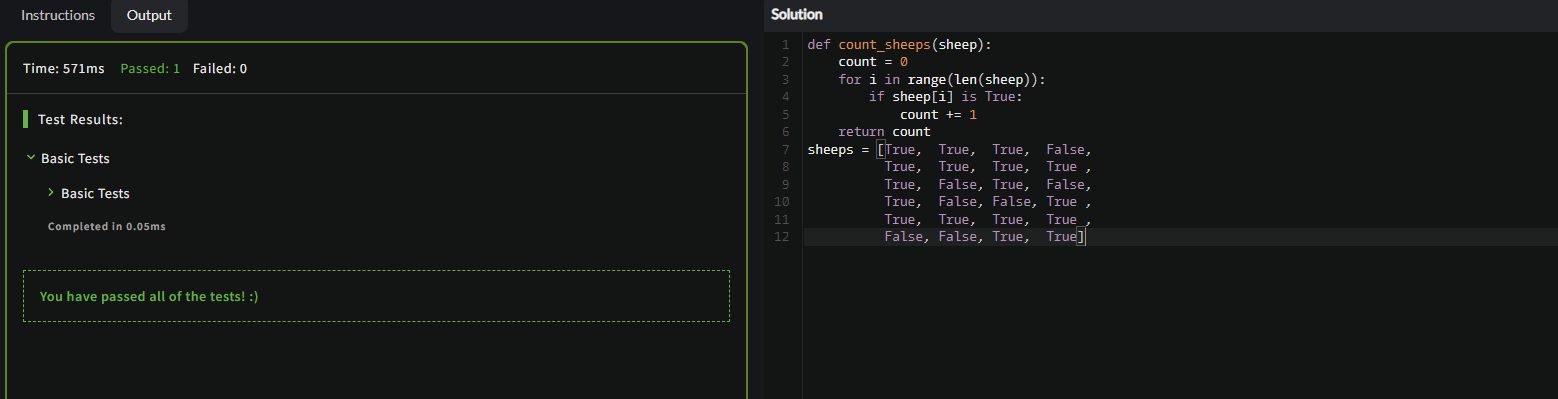 Instructions Output
Time: 571ms Passed: 1 Failed: 0
Test Results:
Basic Tests
Basic Tests
Completed in 0.05ms
You have passed all of the tests! :)
Solution
1 def count_sheeps(sheep):
2     count = 0
3     for i in range(len(sheep)):
4         if sheep[i] is True:
5             count += 1
6     return count
7 sheeps = [True,  True,  True,  False,
8           True,  True,  True,  True ,
9           True,  False, True,  False,
10           True,  False, False, True ,
11           True,  True,  True,  True ,
12           False, False, True,  True]